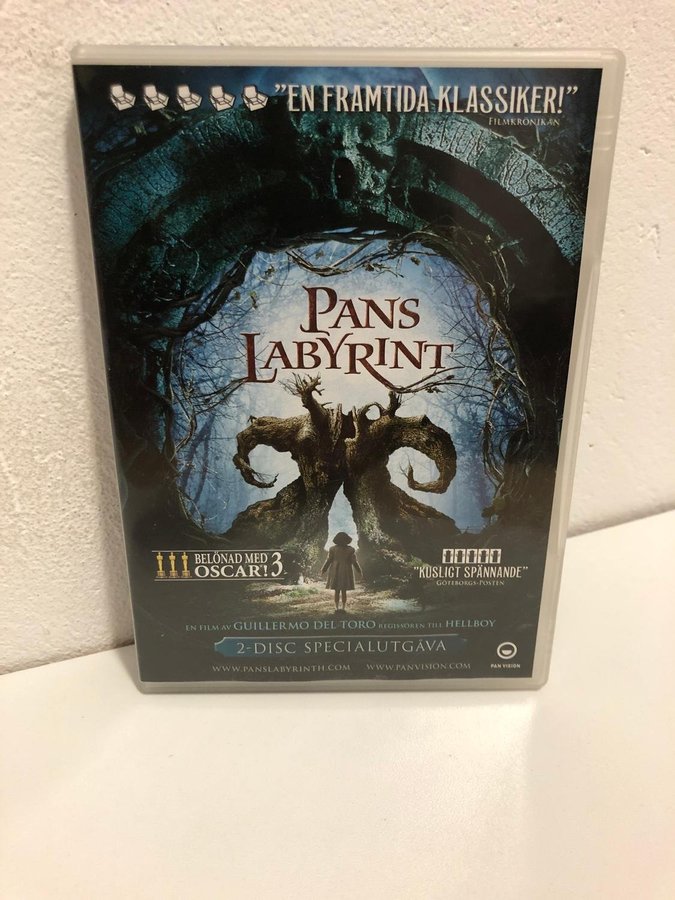 "EN FRAMTIDA KLASSIKER!"
FILMKRÖNIKAN
PANS
LABYRINT
BELÖNAD MED
OSCAR! 3
"KUSLIGT SPÄNNANDE"
GÖTEBORGS-POSTEN
EN FILM AV GUILLERMO DEL TORO REGISSÖREN TILL HELLBOY
2-DISC SPECIALUTGÅVA
WWW.PANSLABYRINTH.COM WWW.PANVISION.COM
PAN VISION